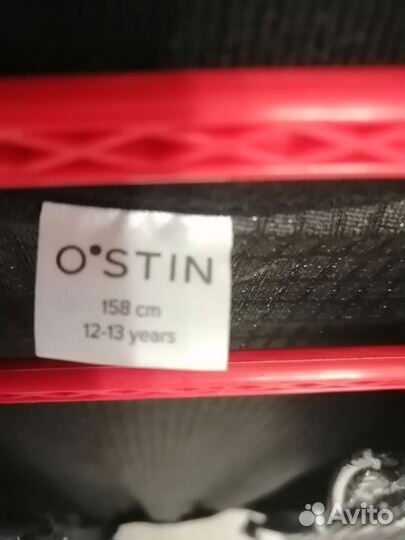 O'STIN
158 cm
12-13 years
Avito